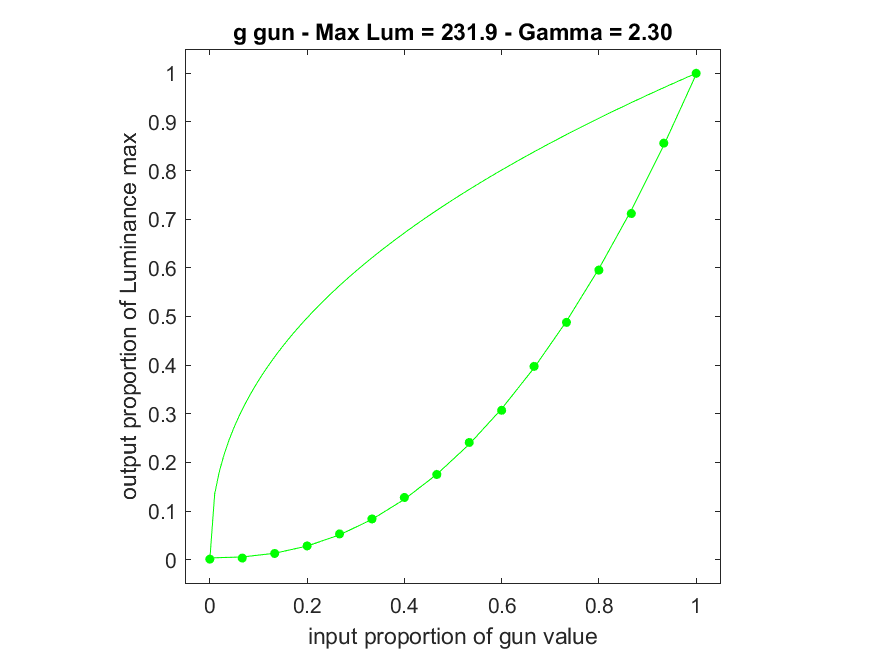 g gun - Max Lum = 231.9 - Gamma = 2.30
output proportion of Luminance max
1
0.9
0.8
0.7
0.6
0.5
0.4
0.3
0.2
0.1
0
0 0.2 0.4 0.6 0.8 1
input proportion of gun value